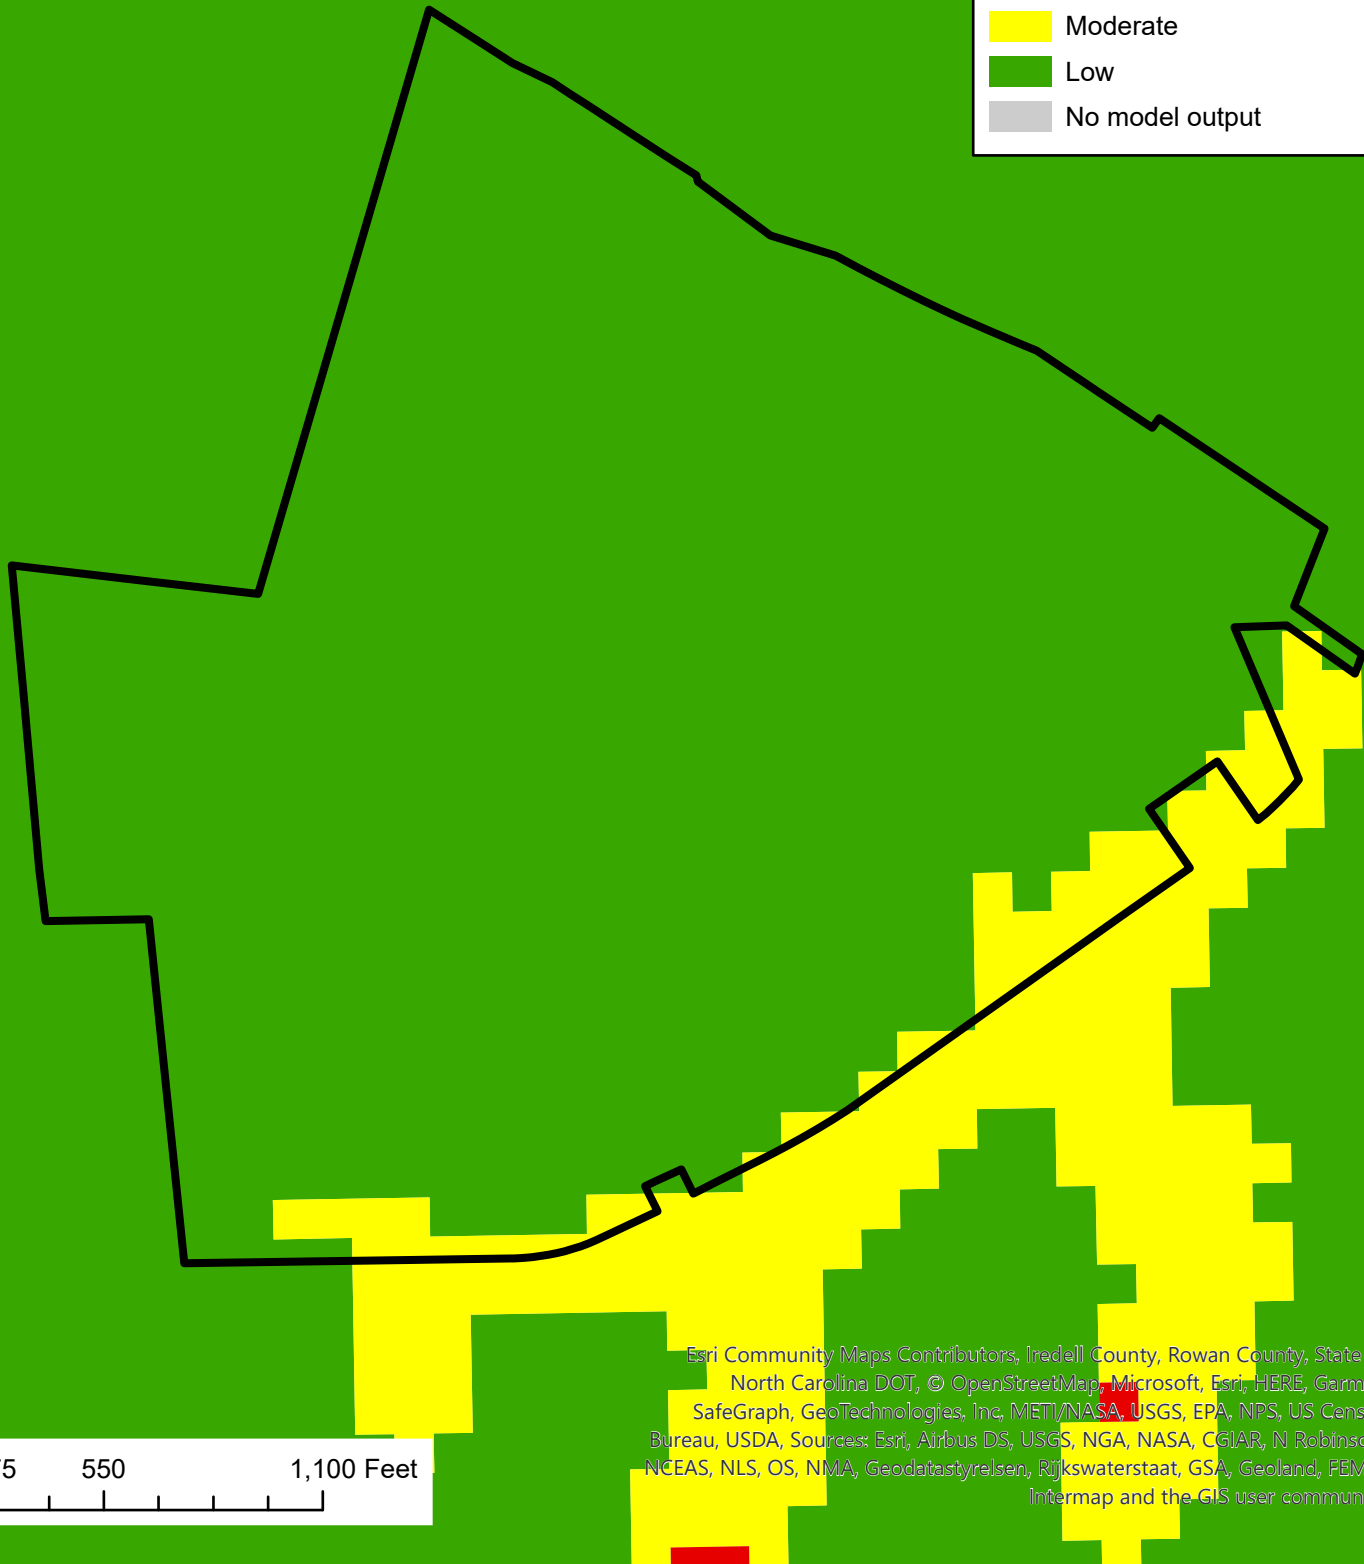 Moderate
Low
No model output
Esri Community Maps Contributors, Iredell County, Rowan County, State
North Carolina DOT, © OpenStreetMap, Microsoft, Esri, HERE, Garm
SafeGraph, GeoTechnologies, Inc, METI/NASA, USGS, EPA, NPS, US Cens
Bureau, USDA, Sources: Esri, Airbus DS, USGS, NGA, NASA, CGIAR, N Robinso
NCEAS, NLS, OS, NMA, Geodatastyrelsen, Rijkswaterstaat, GSA, Geoland, FEM
Intermap and the GIS user commun
550 1,100 Feet